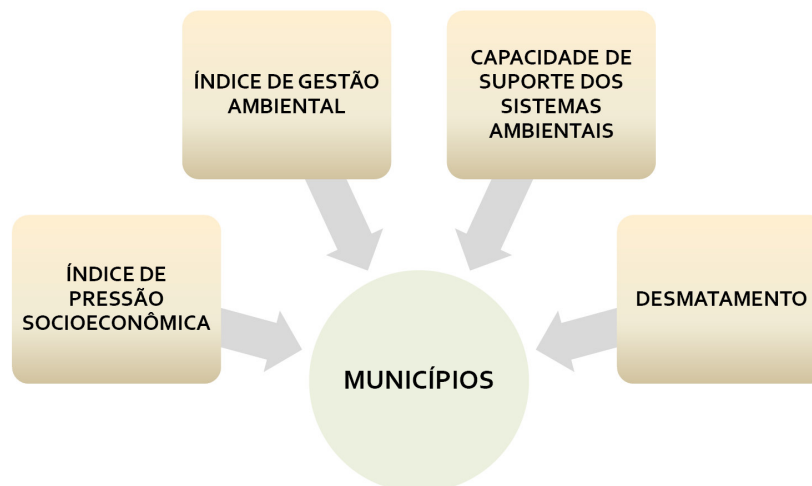 ÍNDICE DE GESTÃO
AMBIENTAL
CAPACIDADE DE
SUPORTE DOS
SISTEMAS
AMBIENTAIS
ÍNDICE DE
PRESSÃO
SOCIOECONÔMICA
DESMATAMENTO
MUNICÍPIOS